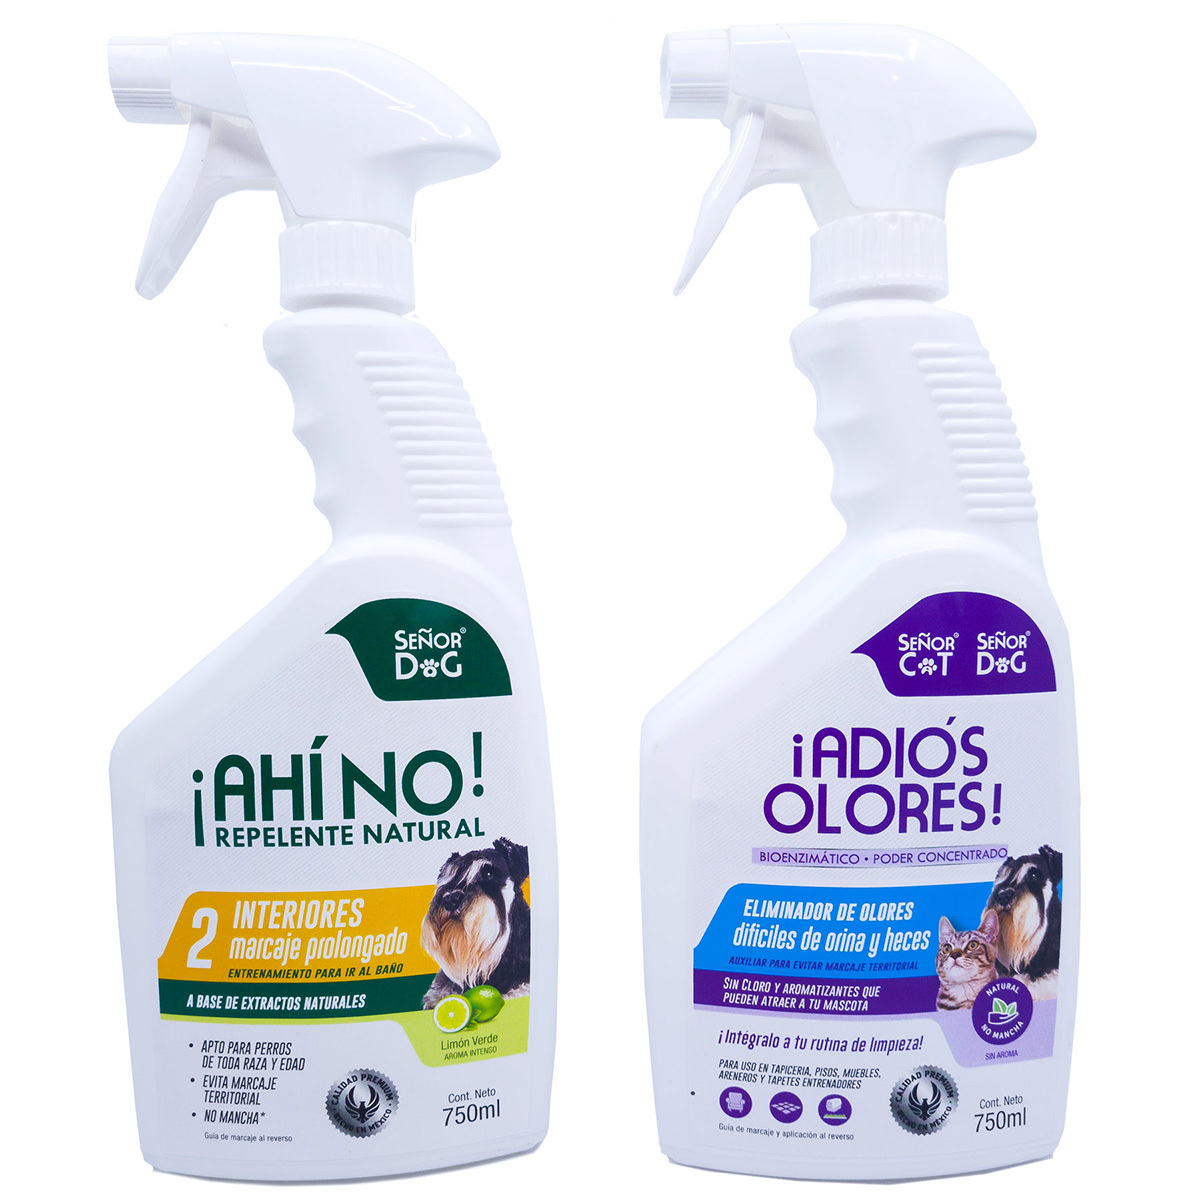 SEÑOR®
DOG
¡AHÍ NO!
REPELENTE NATURAL
2
INTERIORES
marcaje prolongado
ENTRENAMIENTO PARA IR AL BAÑO
A BASE DE EXTRACTOS NATURALES
Limón Verde
AROMA INTENSO
• APTO PARA PERROS
DE TODA RAZA Y EDAD
• EVITA MARCAJE
TERRITORIAL
• NO MANCHA*
CALIDAD PREMIUM
HECHO EN MÉXICO
Cont. Neto
750ml
Guía de marcaje al reverso
SEÑOR® SEÑOR®
CAT DOG
¡ADIÓS
OLORES!
BIOENZIMÁTICO • PODER CONCENTRADO
ELIMINADOR DE OLORES
difíciles de orina y heces
AUXILIAR PARA EVITAR MARCAJE TERRITORIAL
SIN CLORO Y AROMATIZANTES QUE
PUEDEN ATRAER A TU MASCOTA
NATURAL
NO MANCHA
SIN AROMA
¡Intégralo a tu rutina de limpieza!
PARA USO EN TAPICERIA, PISOS, MUEBLES,
ARENEROS Y TAPETES ENTRENADORES
CALIDAD PREMIUM
HECHO EN MÉXICO
Cont. Neto
750ml
Guía de marcaje y aplicación al reverso